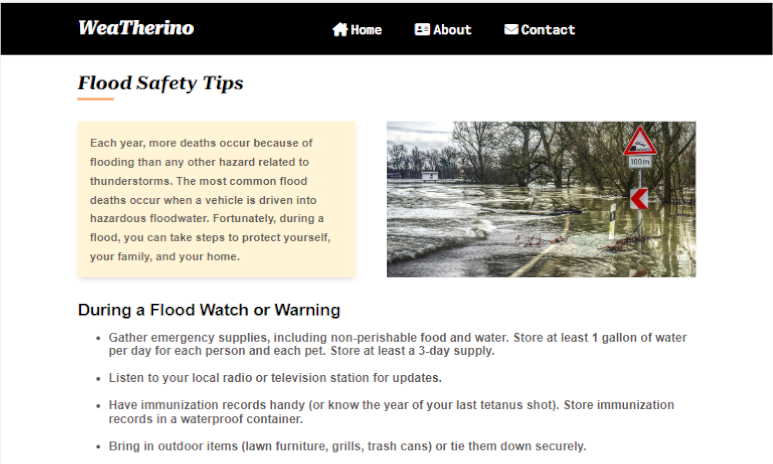 WeaTherino
Home About Contact
Flood Safety Tips
Each year, more deaths occur because of
flooding than any other hazard related to
thunderstorms. The most common flood
deaths occur when a vehicle is driven into
hazardous floodwater. Fortunately, during a
flood, you can take steps to protect yourself,
your family, and your home.
100 m
During a Flood Watch or Warning
• Gather emergency supplies, including non-perishable food and water. Store at least 1 gallon of water
per day for each person and each pet. Store at least a 3-day supply.
• Listen to your local radio or television station for updates.
• Have immunization records handy (or know the year of your last tetanus shot). Store immunization
records in a waterproof container.
• Bring in outdoor items (lawn furniture, grills, trash cans) or tie them down securely.